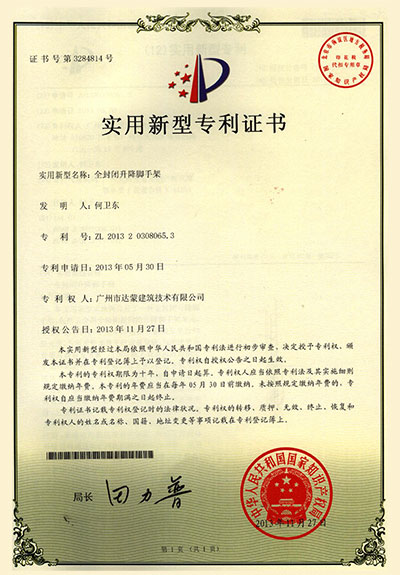 证书号第3284814号
印花税
代扣专用章
实用新型专利证书
实用新型名称：全封闭升降脚手架
发明人：何卫东
专利号：ZL 2013 2 0308065.3
专利申请日：2013年05月30日
专利权人：广州市达蒙建筑技术有限公司
授权公告日：2013年11月27日
本实用新型经过本局依照中华人民共和国专利法进行初步审查，决定授予专利权，颁
发本证书并在专利登记簿上予以登记。专利权自授权公告之日起生效。
本专利的专利权期限为十年，自申请日起算。专利权人应当依照专利法及其实施细则
规定缴纳年费。本专利的年费应当在每年05月30日前缴纳。未按照规定缴纳年费的，专
利权自应当缴纳年费期满之日起终止。
专利证书记载专利权登记时的法律状况。专利权的转移、质押、无效、终止、恢复和
专利权人的姓名或名称、国籍、地址变更等事项记载在专利登记簿上。
局长 田力普
中华人民共和国国家知识产权局
2013年11月27日
第1页（共1页）